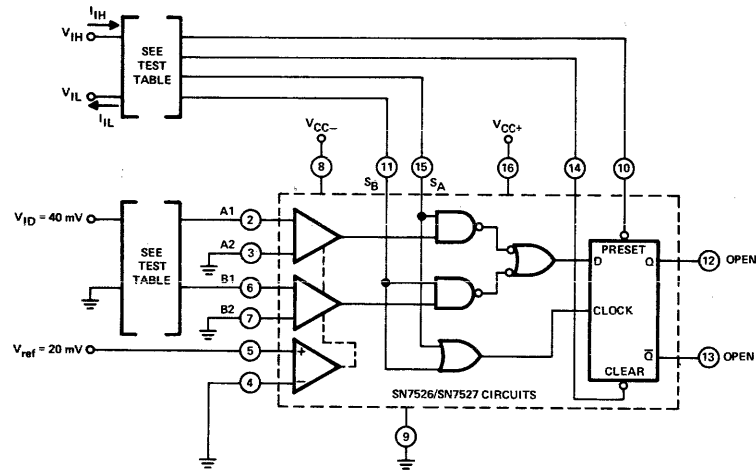 I_IH
V_IH
SEE
TEST
TABLE
V_IL
I_IL
V_CC−
V_CC+
8
11
15
16
14
10
S_B
S_A
V_ID = 40 mV
SEE
TEST
TABLE
A1
2
A2
3
B1
6
B2
7
V_ref = 20 mV
5
+
4
−
PRESET
D
Q
CLOCK
Q̅
CLEAR
12
OPEN
13
OPEN
SN7526/SN7527 CIRCUITS
9